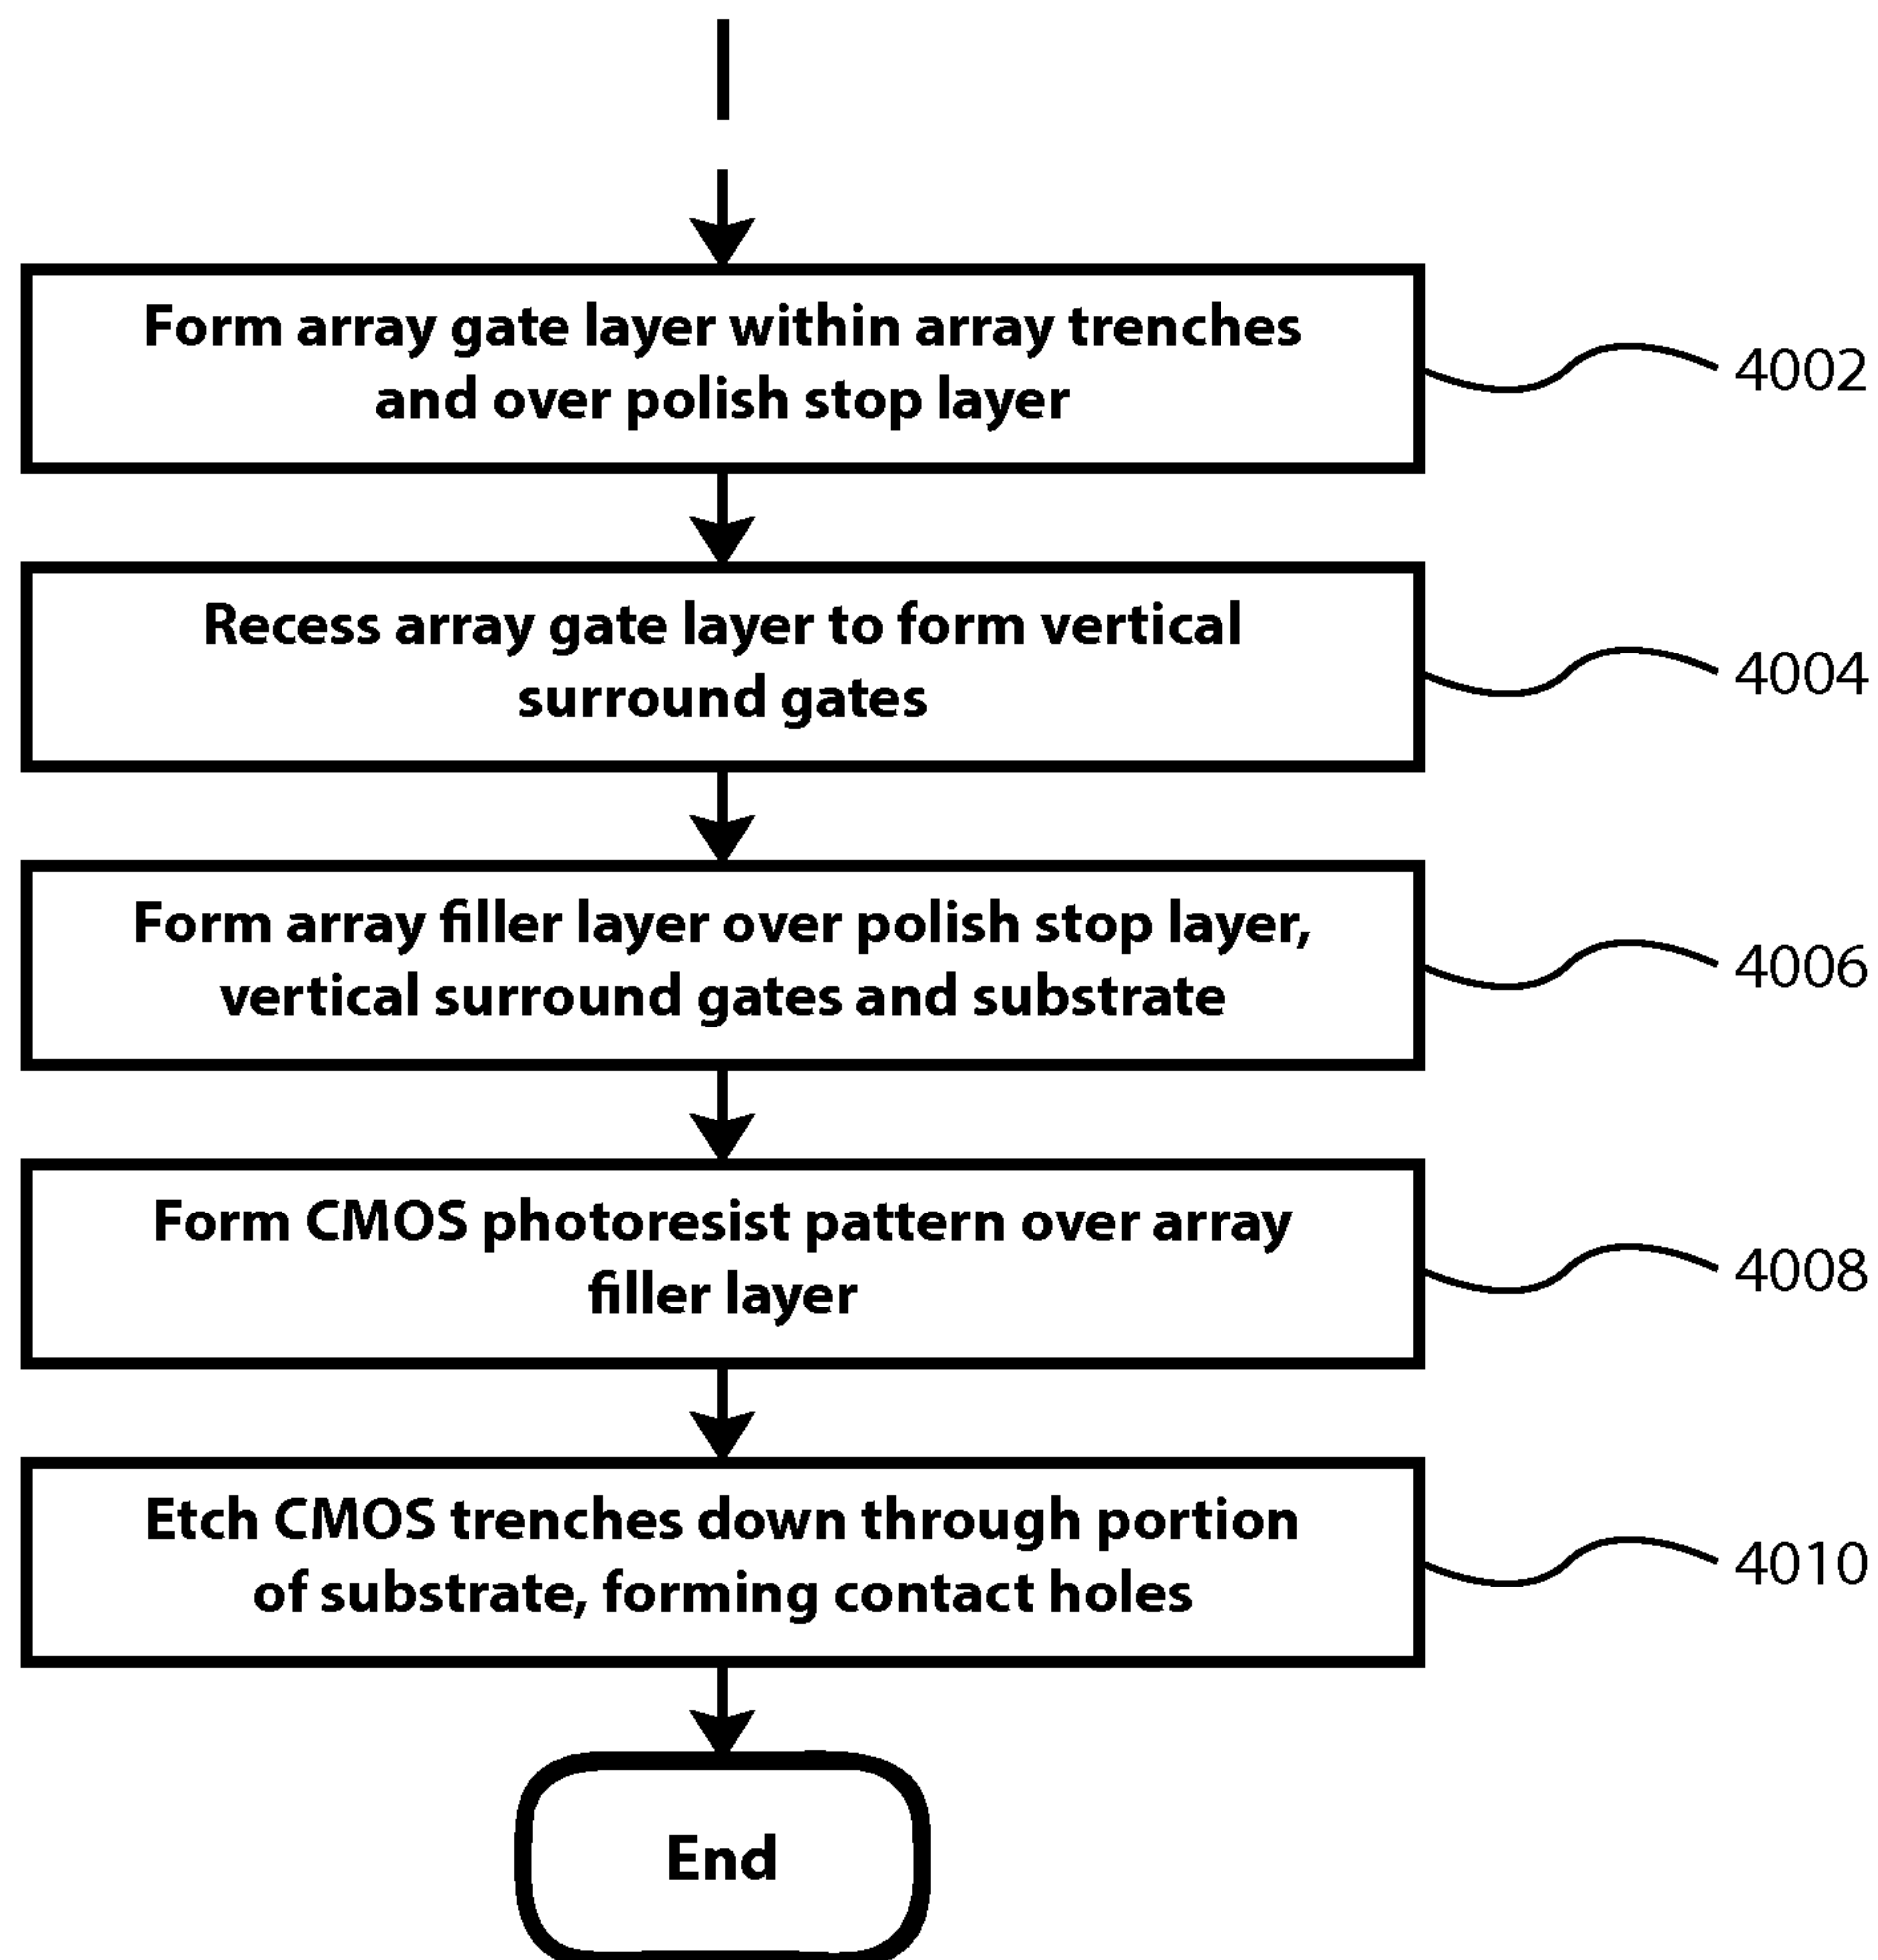 Form array gate layer within array trenches
and over polish stop layer
4002
Recess array gate layer to form vertical
surround gates
4004
Form array filler layer over polish stop layer,
vertical surround gates and substrate
4006
Form CMOS photoresist pattern over array
filler layer
4008
Etch CMOS trenches down through portion
of substrate, forming contact holes
4010
End